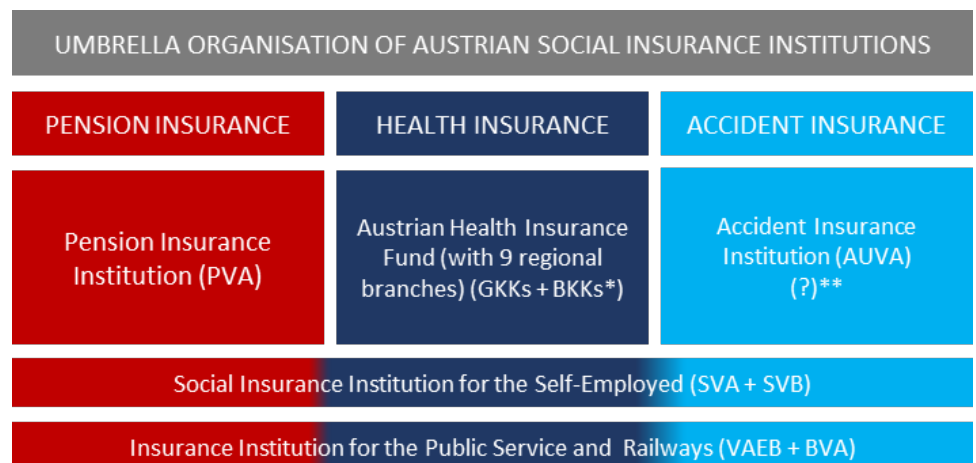 UMBRELLA ORGANISATION OF AUSTRIAN SOCIAL INSURANCE INSTITUTIONS
PENSION INSURANCE
HEALTH INSURANCE
ACCIDENT INSURANCE
Pension Insurance
Institution (PVA)
Austrian Health Insurance
Fund (with 9 regional
branches) (GKKs + BKKs*)
Accident Insurance
Institution (AUVA)
(?)**
Social Insurance Institution for the Self-Employed (SVA + SVB)
Insurance Institution for the Public Service and Railways (VAEB + BVA)